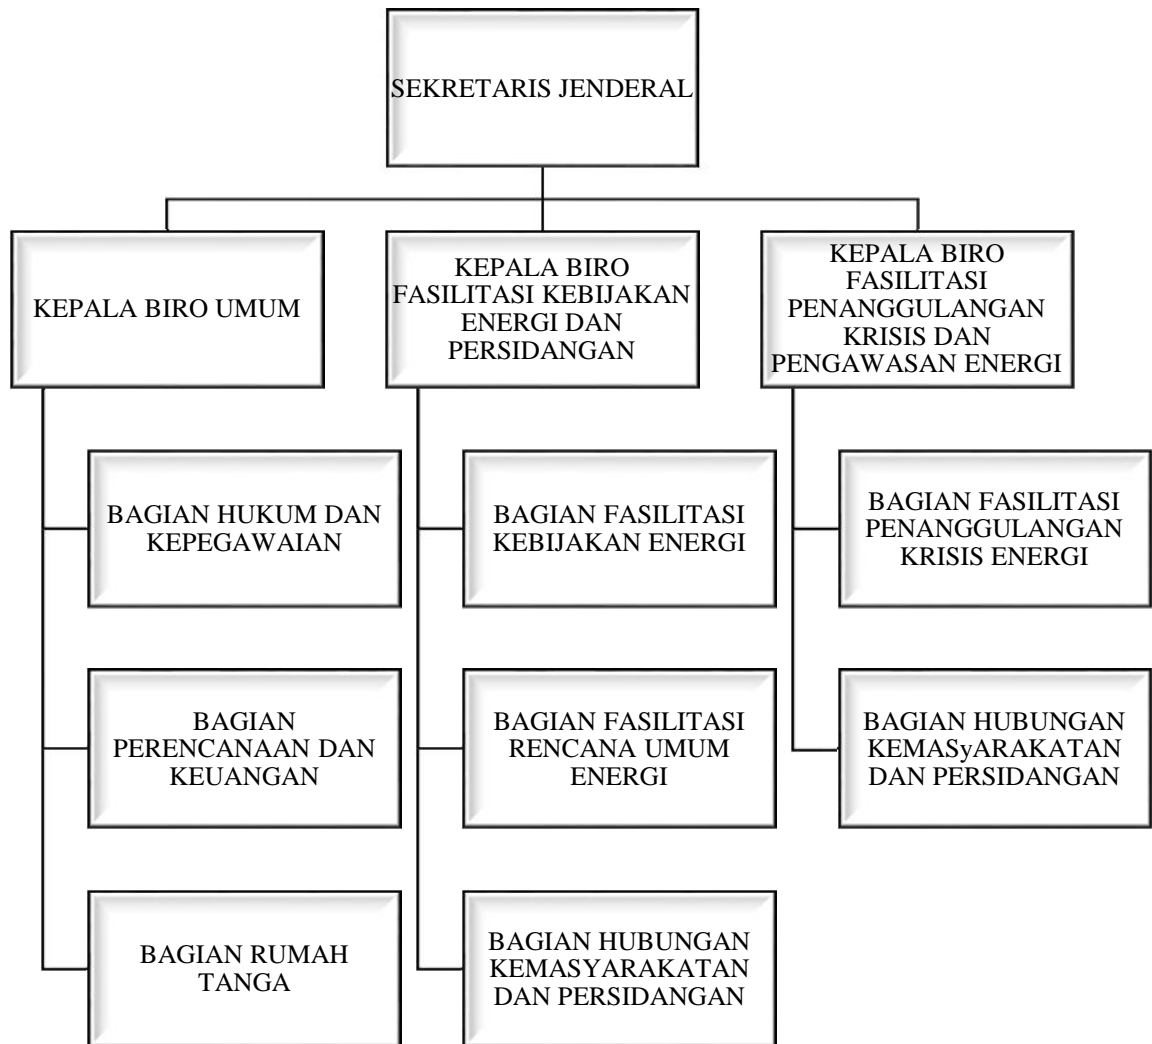 SEKRETARIS JENDERAL
KEPALA BIRO UMUM
KEPALA BIRO
FASILITASI KEBIJAKAN
ENERGI DAN
PERSIDANGAN
KEPALA BIRO
FASILITASI
PENANGGULANGAN
KRISIS DAN
PENGAWASAN ENERGI
BAGIAN HUKUM DAN
KEPEGAWAIAN
BAGIAN FASILITASI
KEBIJAKAN ENERGI
BAGIAN FASILITASI
PENANGGULANGAN
KRISIS ENERGI
BAGIAN
PERENCANAAN DAN
KEUANGAN
BAGIAN FASILITASI
RENCANA UMUM
ENERGI
BAGIAN HUBUNGAN
KEMASyARAKATAN
DAN PERSIDANGAN
BAGIAN RUMAH
TANGA
BAGIAN HUBUNGAN
KEMASYARAKATAN
DAN PERSIDANGAN